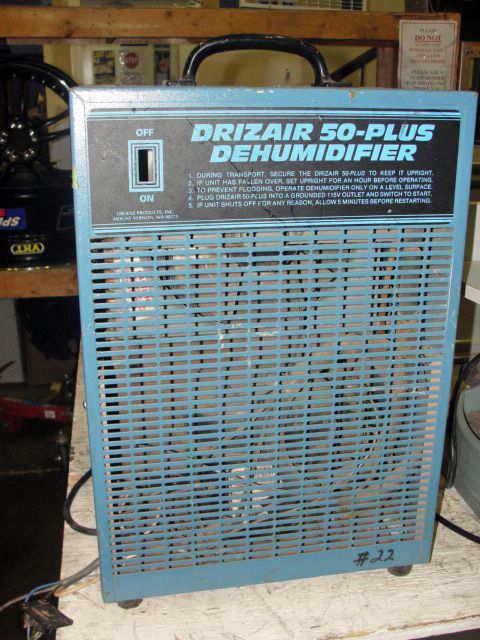 PLEASE
DO NOT
PLEASE ASK A
OFF
ON
DRIZAIR 50-PLUS
DEHUMIDIFIER
1. DURING TRANSPORT, SECURE THE DRIZAIR 50-PLUS TO KEEP IT UPRIGHT.
2. IF UNIT HAS FALLEN OVER, SET UPRIGHT FOR AN HOUR BEFORE OPERATING.
3. TO PREVENT FLOODING, OPERATE DEHUMIDIFIER ONLY ON A LEVEL SURFACE.
4. PLUG DRIZAIR 50-PLUS INTO A GROUNDED 115V OUTLET AND SWITCH TO START.
5. IF UNIT SHUTS OFF FOR ANY REASON, ALLOW 5 MINUTES BEFORE RESTARTING.
DRI-EAZ PRODUCTS, INC.
MOUNT VERNON, WA 98273
#22